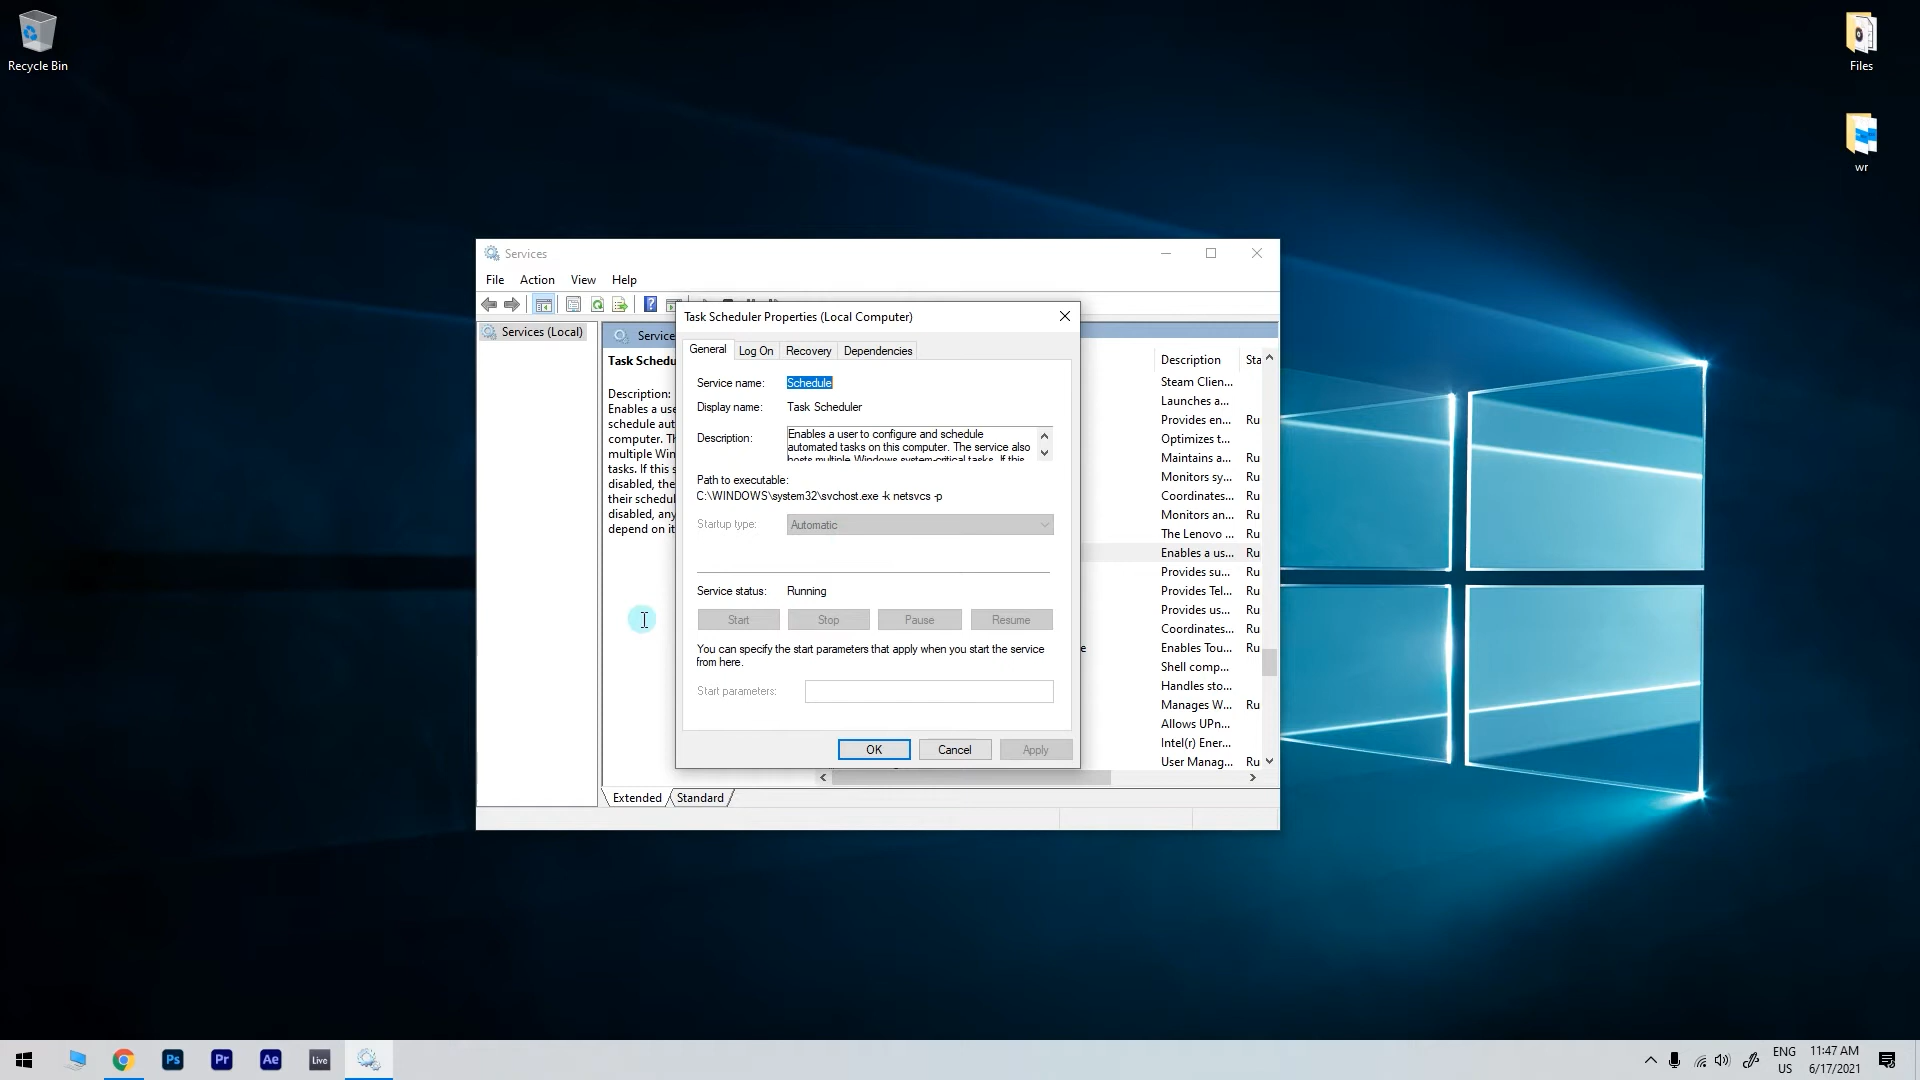 Recycle Bin
Files
wr
Services
File Action View Help
Services (Local)
Service
Task Schedu
Description:
Enables a use
schedule aut
computer. Th
multiple Win
tasks. If this s
disabled, the
their schedul
disabled, any
depend on it
Task Scheduler Properties (Local Computer)
General Log On Recovery Dependencies
Service name: Schedule
Display name: Task Scheduler
Description: Enables a user to configure and schedule
automated tasks on this computer. The service also
hosts multiple Windows system-critical tasks. If this
Path to executable:
C:\WINDOWS\system32\svchost.exe -k netsvcs -p
Startup type: Automatic
Service status: Running
Start Stop Pause Resume
You can specify the start parameters that apply when you start the service
from here.
Start parameters:
OK Cancel Apply
Description Sta
Steam Clien...
Launches a...
Provides en... Ru
Optimizes t...
Maintains a... Ru
Monitors sy... Ru
Coordinates... Ru
Monitors an... Ru
The Lenovo ... Ru
Enables a us... Ru
Provides su... Ru
Provides Tel... Ru
Provides us... Ru
Coordinates... Ru
e Enables Tou... Ru
Shell comp...
Handles sto...
Manages W... Ru
Allows UPn...
Intel(r) Ener...
User Manag... Ru
Extended Standard
Ps Pr Ae Live
ENG
US
11:47 AM
6/17/2021